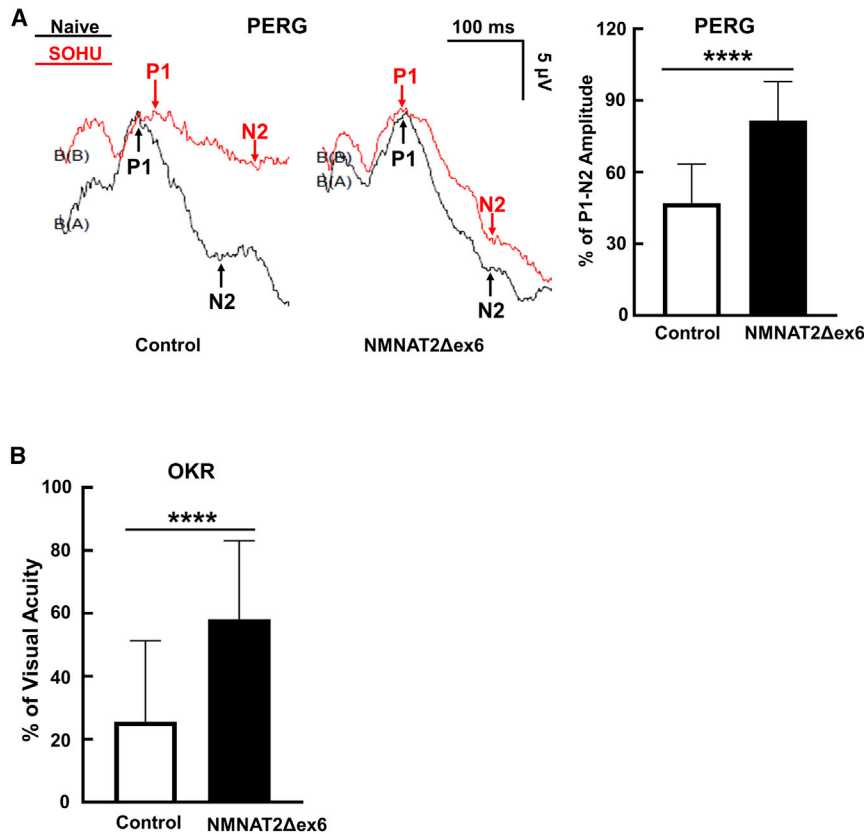 A
Naive
SOHU
PERG
100 ms
5 µV
P1
N2
B(B)
P1
B(A)
N2
Control
P1
B(B)
P1
B(A)
N2
N2
NMNAT2Δex6
PERG
****
% of P1-N2 Amplitude
120
90
60
30
0
Control
NMNAT2Δex6
B
OKR
****
% of Visual Acuity
100
80
60
40
20
0
Control
NMNAT2Δex6